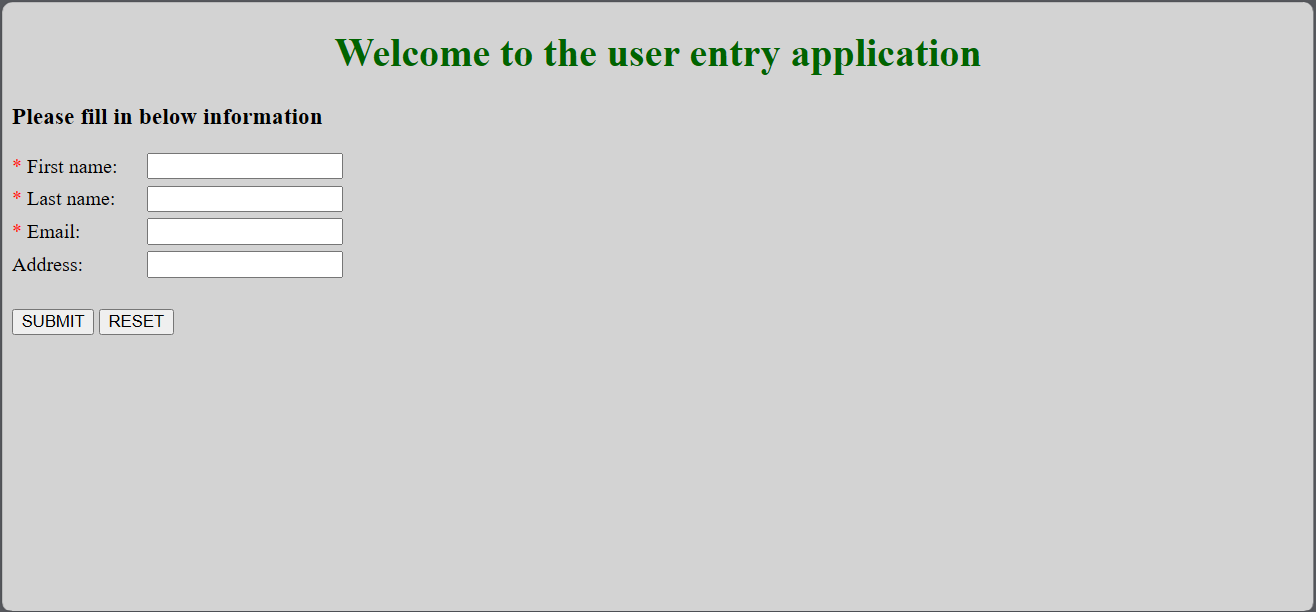 Welcome to the user entry application
Please fill in below information
* First name:
* Last name:
* Email:
Address:
SUBMIT RESET